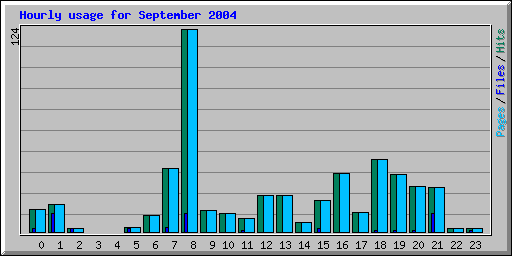 Hourly usage for September 2004
124
Pages / Files / Hits
0 1 2 3 4 5 6 7 8 9 10 11 12 13 14 15 16 17 18 19 20 21 22 23